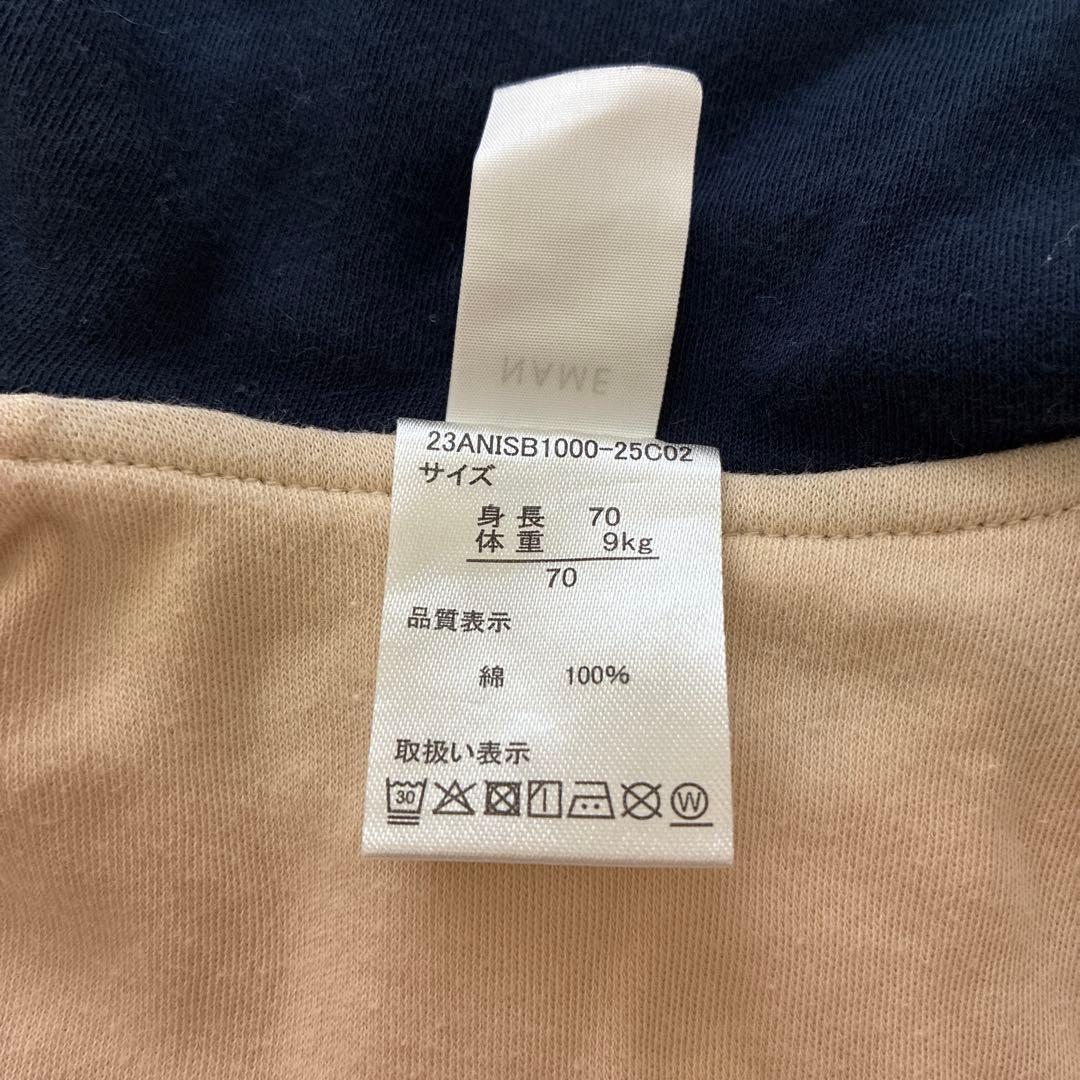 NAME
23ANISB1000-25C02
サイズ
身長 70
体重 9kg
70
品質表示
綿 100%
取扱い表示
30 W